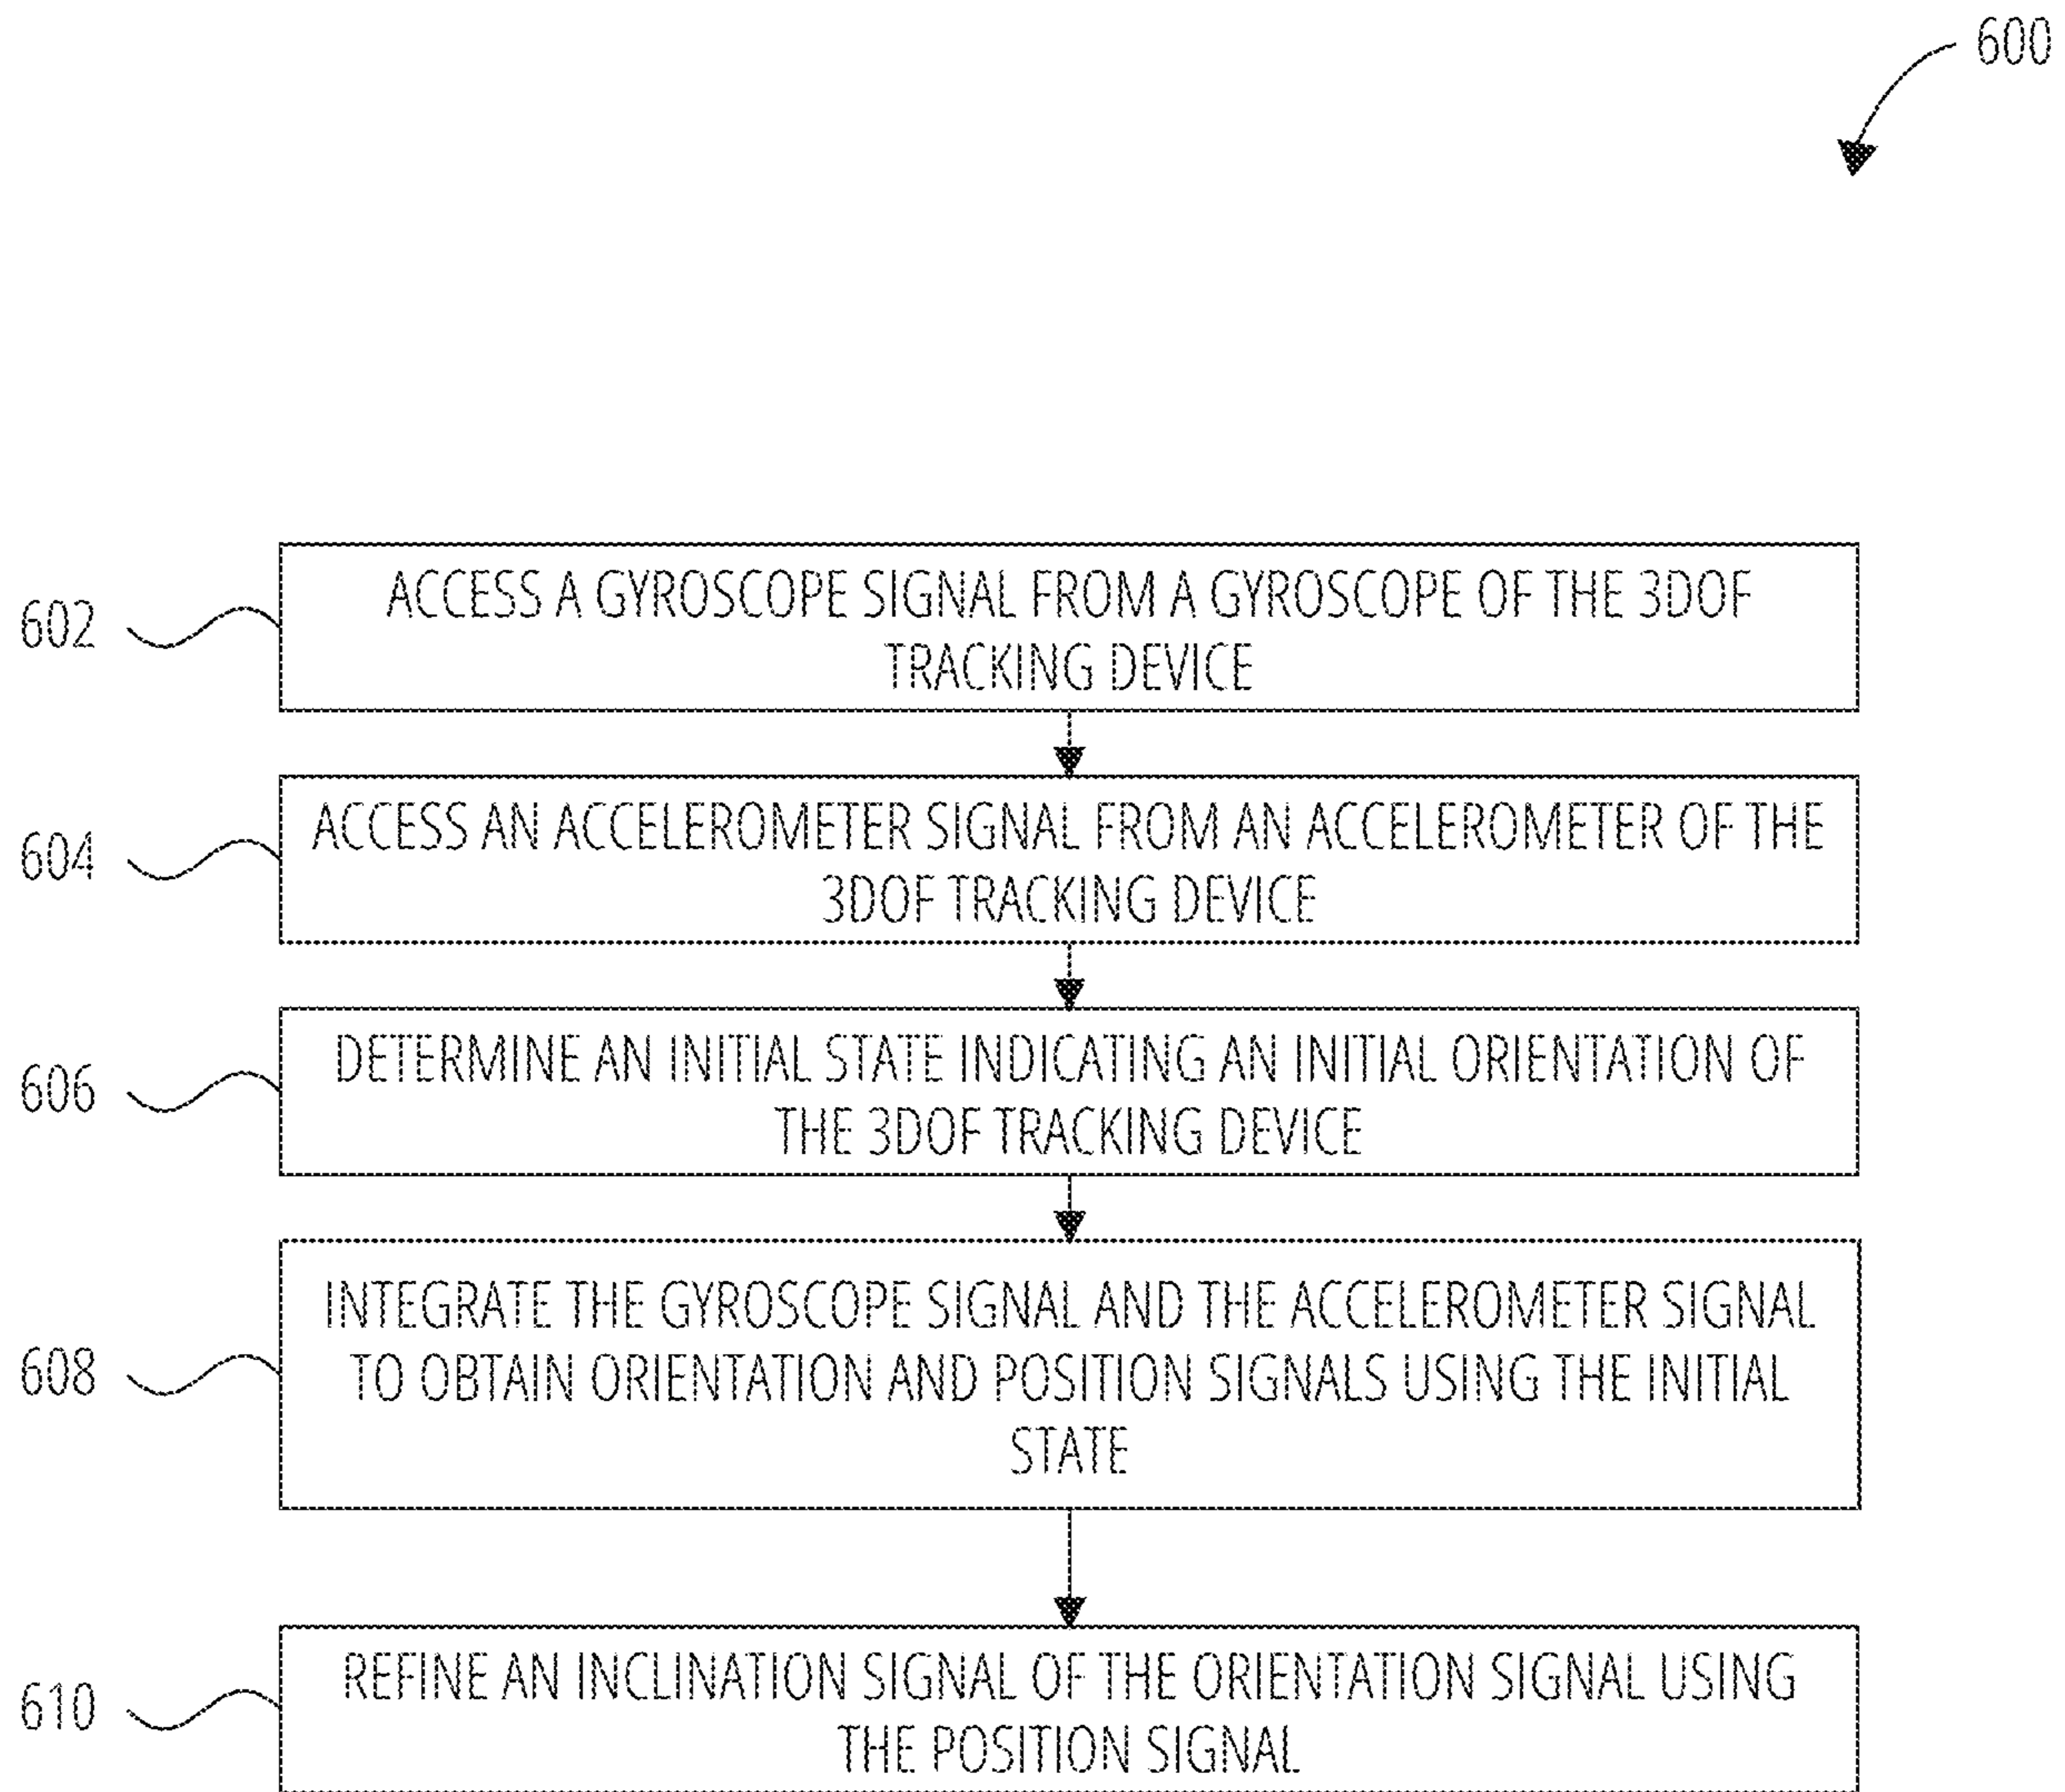 600
602
ACCESS A GYROSCOPE SIGNAL FROM A GYROSCOPE OF THE 3DOF
TRACKING DEVICE
604
ACCESS AN ACCELEROMETER SIGNAL FROM AN ACCELEROMETER OF THE
3DOF TRACKING DEVICE
606
DETERMINE AN INITIAL STATE INDICATING AN INITIAL ORIENTATION OF
THE 3DOF TRACKING DEVICE
608
INTEGRATE THE GYROSCOPE SIGNAL AND THE ACCELEROMETER SIGNAL
TO OBTAIN ORIENTATION AND POSITION SIGNALS USING THE INITIAL
STATE
610
REFINE AN INCLINATION SIGNAL OF THE ORIENTATION SIGNAL USING
THE POSITION SIGNAL